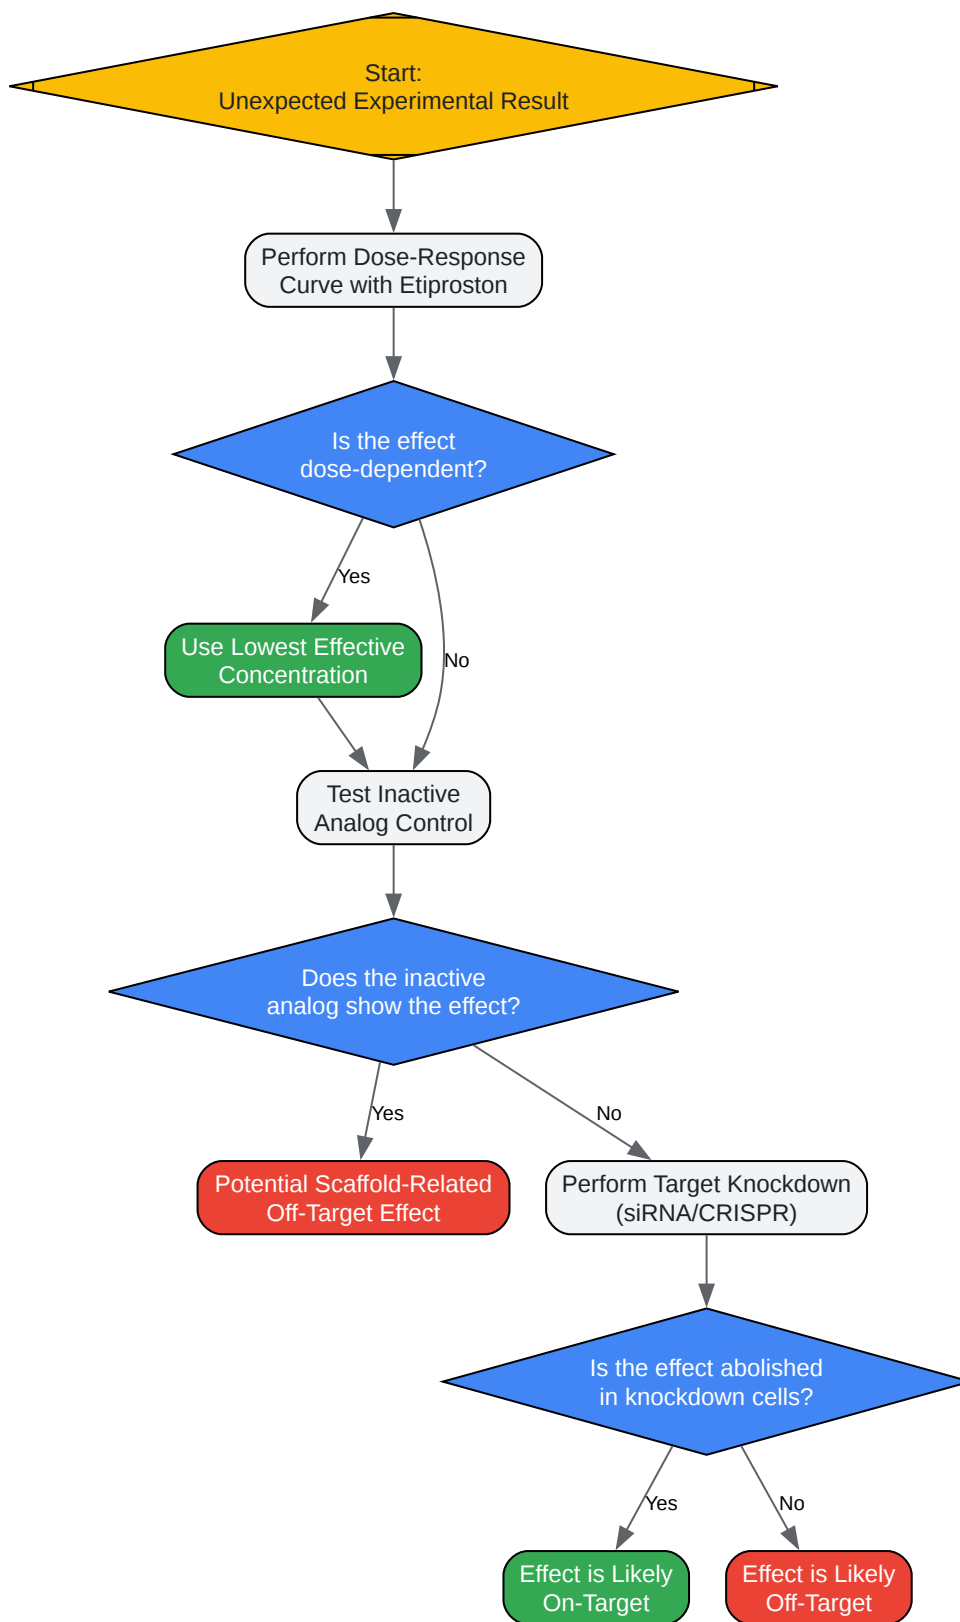 Start:
Unexpected Experimental Result
Perform Dose-Response
Curve with Etiproston
Is the effect
dose-dependent?
Yes
Use Lowest Effective
Concentration
No
Test Inactive
Analog Control
Does the inactive
analog show the effect?
Yes
No
Potential Scaffold-Related
Off-Target Effect
Perform Target Knockdown
(siRNA/CRISPR)
Is the effect abolished
in knockdown cells?
Yes
No
Effect is Likely
On-Target
Effect is Likely
Off-Target